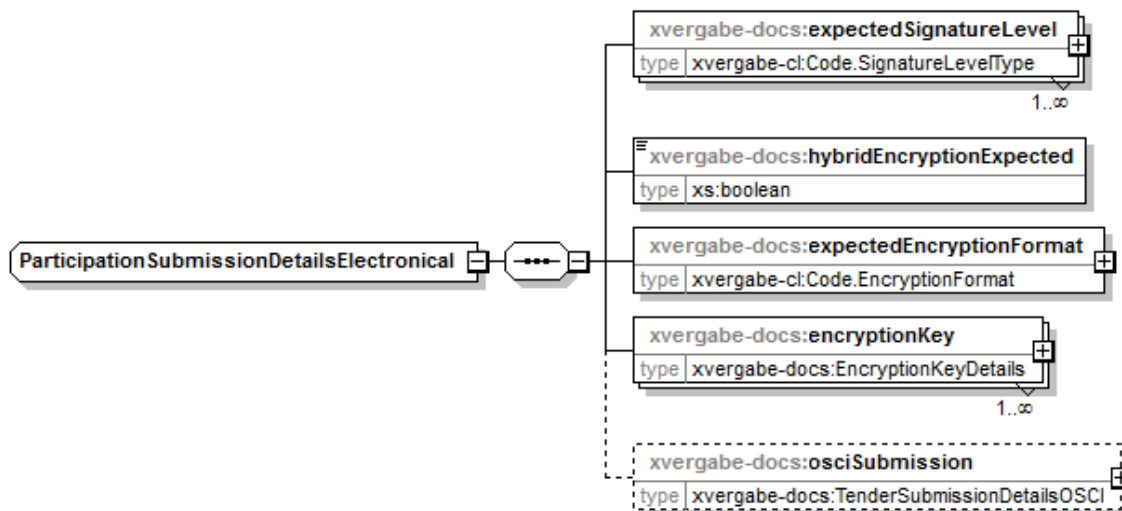 xvergabe-docs:expectedSignatureLevel
type xvergabe-cl:Code.SignatureLevelType
1..∞
xvergabe-docs:hybridEncryptionExpected
type xs:boolean
ParticipationSubmissionDetailsElectronical
xvergabe-docs:expectedEncryptionFormat
type xvergabe-cl:Code.EncryptionFormat
xvergabe-docs:encryptionKey
type xvergabe-docs:EncryptionKeyDetails
1..∞
xvergabe-docs:osciSubmission
type xvergabe-docs:TenderSubmissionDetailsOSCI